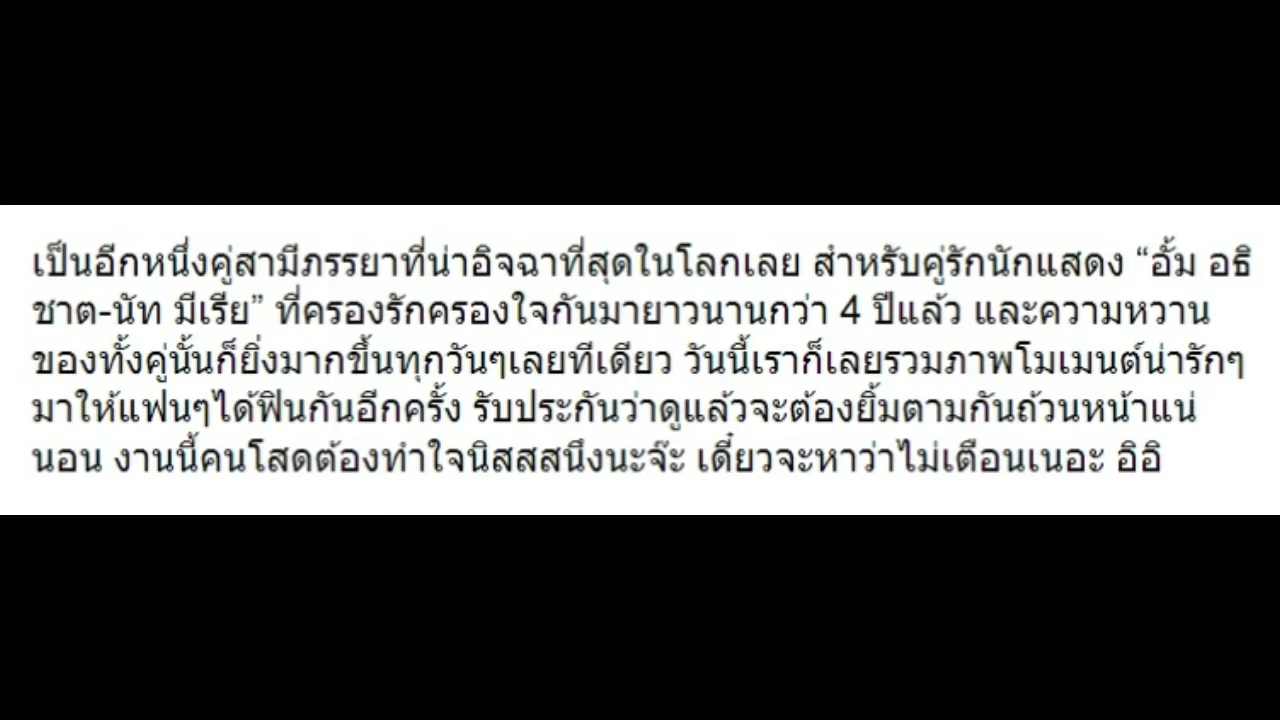 เป็นอีกหนึ่งคู่สามีภรรยาที่น่าอิจฉาที่สุดในโลกเลย สำหรับคู่รักนักแสดง “อั้ม อธิ
ชาต-นัท มีเรีย” ที่ครองรักครองใจกันมายาวนานกว่า 4 ปีแล้ว และความหวาน
ของทั้งคู่นั้นก็ยิ่งมากขึ้นทุกวันๆเลยทีเดียว วันนี้เราก็เลยรวมภาพโมเมนต์น่ารักๆ
มาให้แฟนๆได้ฟินกันอีกครั้ง รับประกันว่าดูแล้วจะต้องยิ้มตามกันถ้วนหน้าแน่
นอน งานนี้คนโสดต้องทำใจนิสสสนึงนะจ๊ะ เดี๋ยวจะหาว่าไม่เตือนเนอะ อิอิ